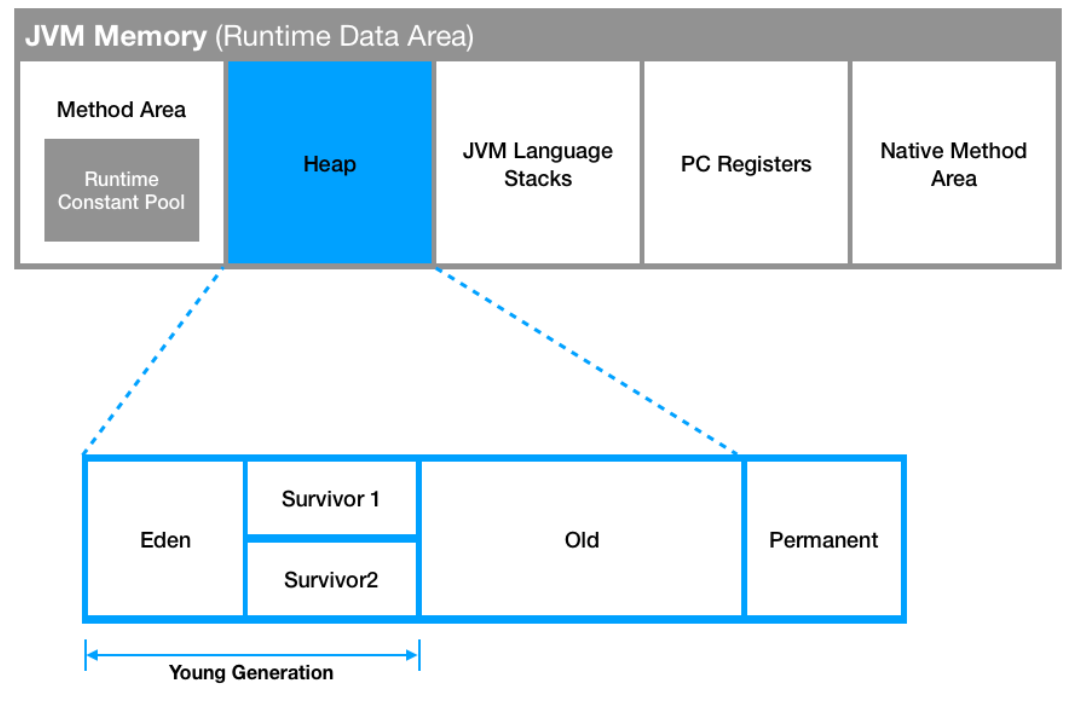 JVM Memory (Runtime Data Area)
Method Area
Runtime
Constant Pool
Heap
JVM Language
Stacks
PC Registers
Native Method
Area
Eden
Survivor 1
Survivor2
Old
Permanent
Young Generation